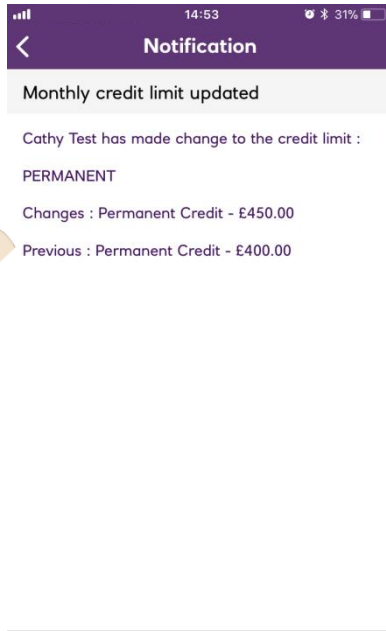 14:53
31%
Notification
Monthly credit limit updated
Cathy Test has made change to the credit limit :
PERMANENT
Changes : Permanent Credit - £450.00
Previous : Permanent Credit - £400.00